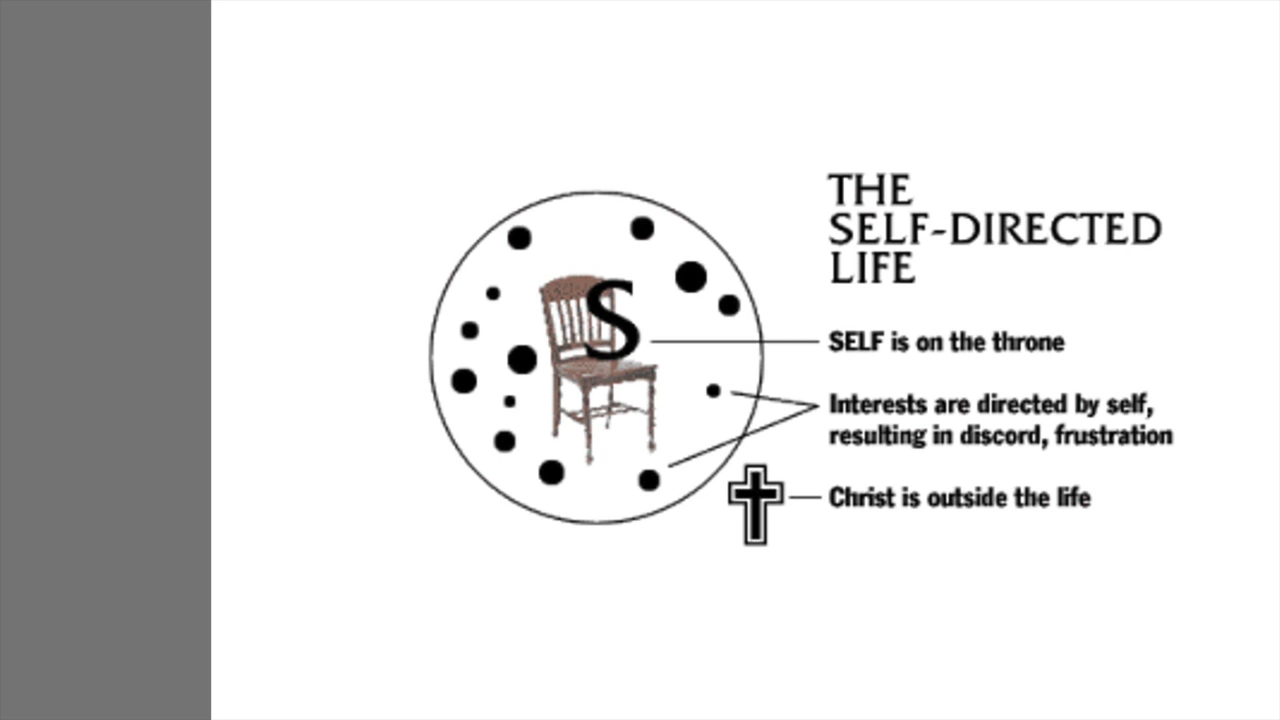 THE
SELF-DIRECTED
LIFE
S
SELF is on the throne
Interests are directed by self,
resulting in discord, frustration
Christ is outside the life